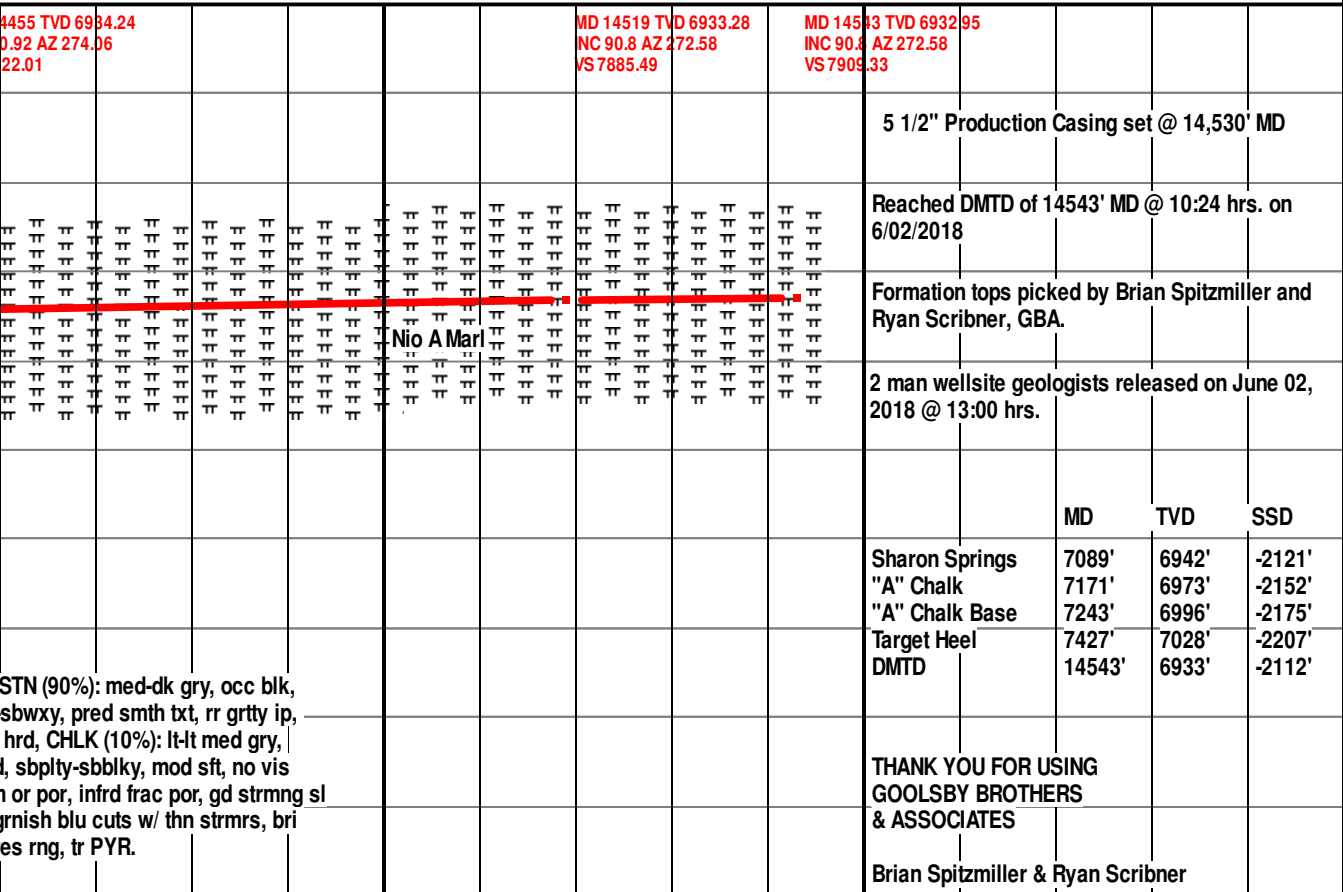 4455 TVD 6934.24
0.92 AZ 274.06
22.01
MD 14519 TVD 6933.28
INC 90.8 AZ 272.58
VS 7885.49
MD 14543 TVD 6932.95
INC 90.8 AZ 272.58
VS 7909.33
5 1/2" Production Casing set @ 14,530' MD
Reached DMTD of 14543' MD @ 10:24 hrs. on
6/02/2018
Formation tops picked by Brian Spitzmiller and
Ryan Scribner, GBA.
Nio A Marl
2 man wellsite geologists released on June 02,
2018 @ 13:00 hrs.
MD TVD SSD
Sharon Springs 7089' 6942' -2121'
"A" Chalk 7171' 6973' -2152'
"A" Chalk Base 7243' 6996' -2175'
Target Heel 7427' 7028' -2207'
DMTD 14543' 6933' -2112'
STN (90%): med-dk gry, occ blk,
sbwxy, pred smth txt, rr grtty ip,
hrd, CHLK (10%): lt-lt med gry,
, sbplty-sbblky, mod sft, no vis
or por, infrd frac por, gd strmng sl
grnish blu cuts w/ thn strmrs, bri
es rng, tr PYR.
THANK YOU FOR USING
GOOLSBY BROTHERS
& ASSOCIATES
Brian Spitzmiller & Ryan Scribner